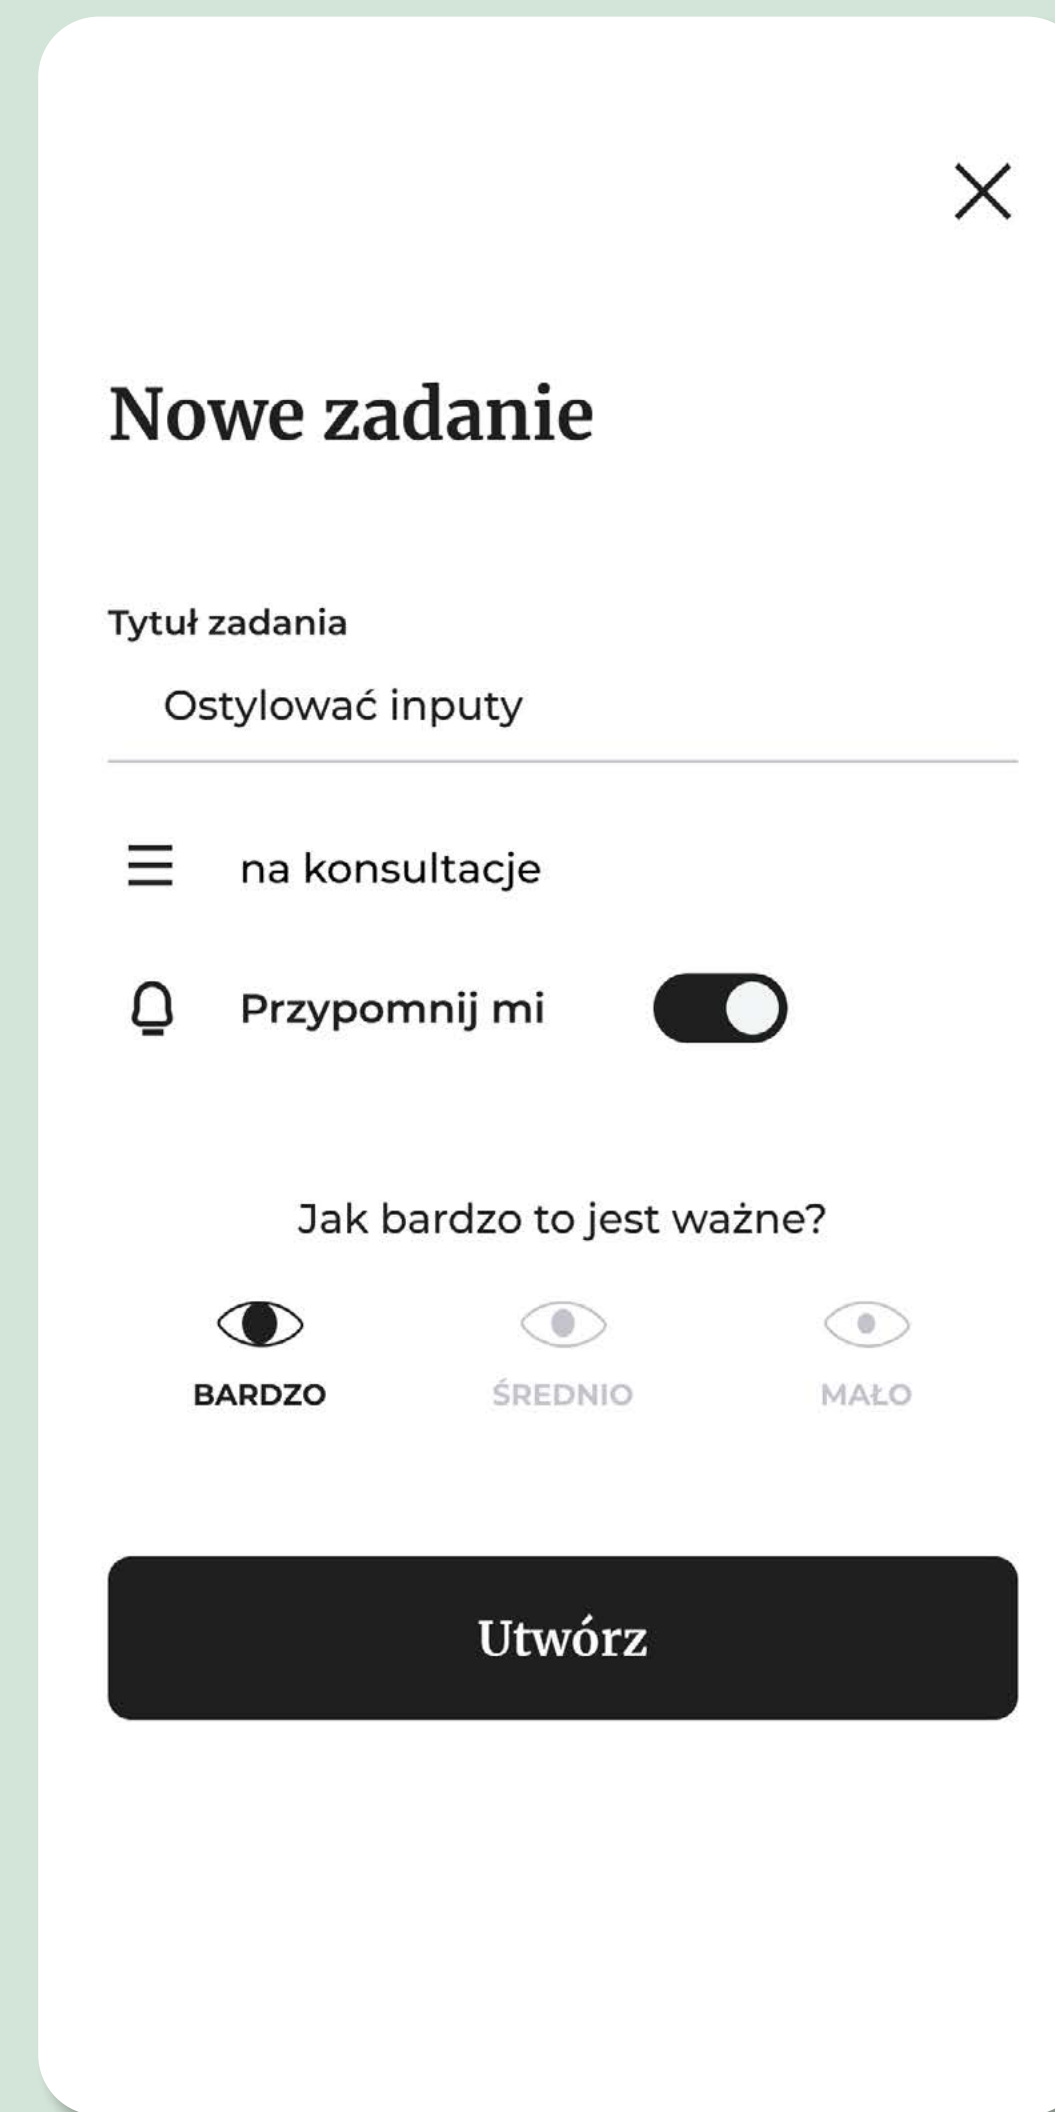 Nowe zadanie
Tytuł zadania
Ostylować inputy
na konsultacje
Przypomnij mi
Jak bardzo to jest ważne?
BARDZO ŚREDNIO MAŁO
Utwórz